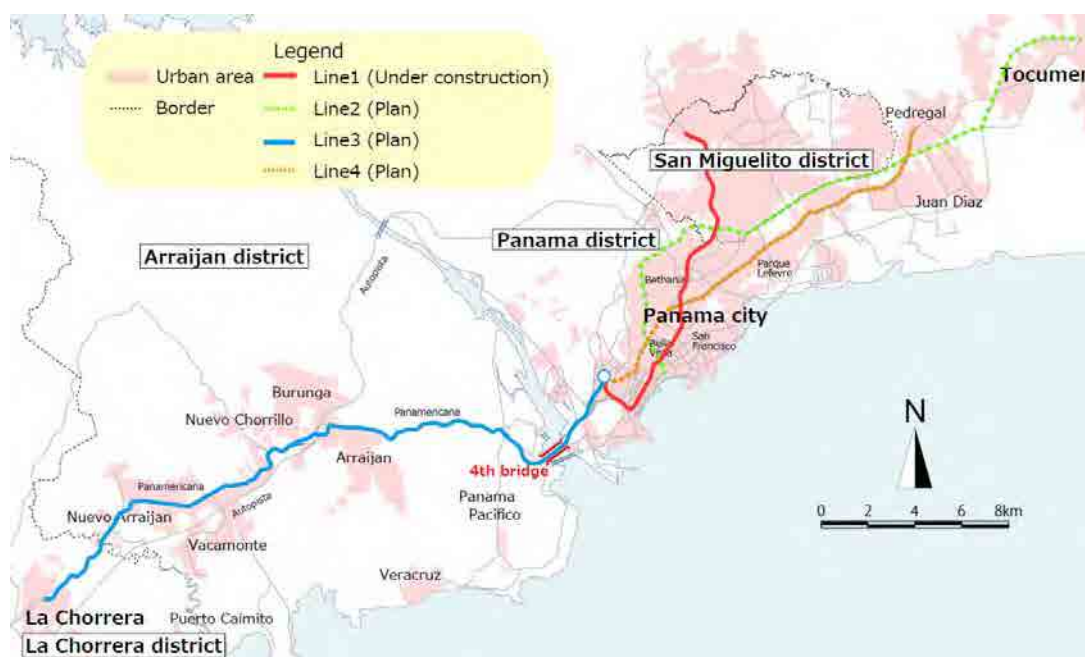 Legend
Urban area
Line1 (Under construction)
Border
Line2 (Plan)
Line3 (Plan)
Line4 (Plan)
Tocumen
Pedregal
San Miguelito district
Juan Diaz
Panama district
Arraijan district
Autopista
Bethania
Parque
Lefevre
Panama city
Bella
Vista
San
Francisco
Burunga
Nuevo Chorrillo
Panamericana
N
Arraijan
4th bridge
Panamericana
Autopista
Panama
Pacifico
0 2 4 6 8km
Nuevo Arraijan
Vacamonte
Veracruz
La Chorrera
Puerto Caimito
La Chorrera district